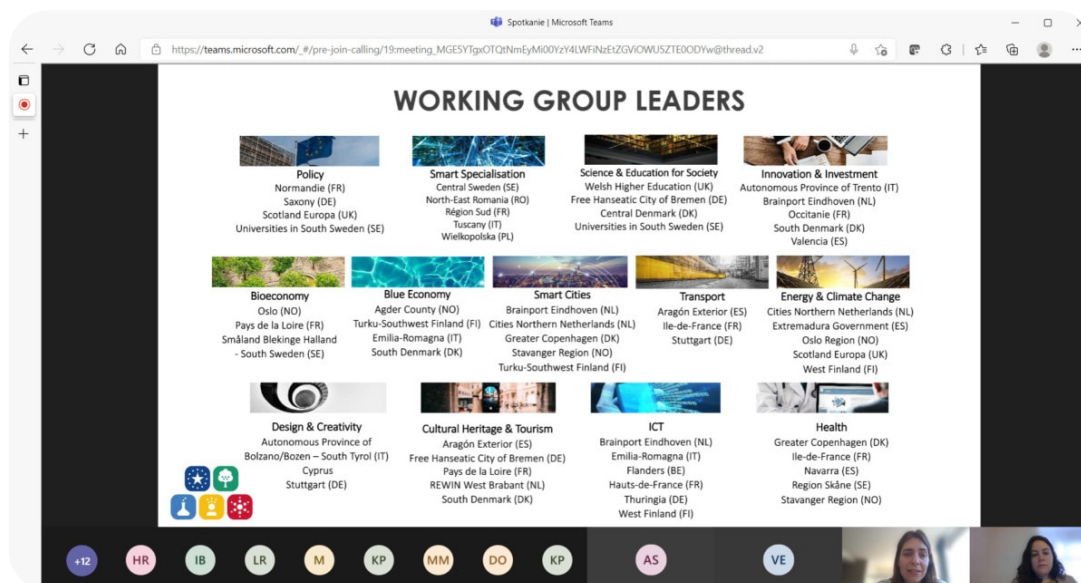 Spotkanie | Microsoft Teams
https://teams.microsoft.com/_#/pre-join-calling/19:meeting_MGE5YTgxOTQtNmEyMi00YzY4LWFiNzEtZGViOWU5ZTE0ODYw@thread.v2
WORKING GROUP LEADERS
Policy
Normandie (FR)
Saxony (DE)
Scotland Europa (UK)
Universities in South Sweden (SE)
Smart Specialisation
Central Sweden (SE)
North-East Romania (RO)
Région Sud (FR)
Tuscany (IT)
Wielkopolska (PL)
Science & Education for Society
Welsh Higher Education (UK)
Free Hanseatic City of Bremen (DE)
Central Denmark (DK)
Universities in South Sweden (SE)
Innovation & Investment
Autonomous Province of Trento (IT)
Brainport Eindhoven (NL)
Occitanie (FR)
South Denmark (DK)
Valencia (ES)
Bioeconomy
Oslo (NO)
Pays de la Loire (FR)
Småland Blekinge Halland
- South Sweden (SE)
Blue Economy
Agder County (NO)
Turku-Southwest Finland (FI)
Emilia-Romagna (IT)
South Denmark (DK)
Smart Cities
Brainport Eindhoven (NL)
Cities Northern Netherlands (NL)
Greater Copenhagen (DK)
Stavanger Region (NO)
Turku-Southwest Finland (FI)
Transport
Aragón Exterior (ES)
Ile-de-France (FR)
Stuttgart (DE)
Energy & Climate Change
Cities Northern Netherlands (NL)
Extremadura Government (ES)
Oslo Region (NO)
Scotland Europa (UK)
West Finland (FI)
Design & Creativity
Autonomous Province of
Bolzano/Bozen – South Tyrol (IT)
Cyprus
Stuttgart (DE)
Cultural Heritage & Tourism
Aragón Exterior (ES)
Free Hanseatic City of Bremen (DE)
Pays de la Loire (FR)
REWIN West Brabant (NL)
South Denmark (DK)
ICT
Brainport Eindhoven (NL)
Emilia-Romagna (IT)
Flanders (BE)
Hauts-de-France (FR)
Thuringia (DE)
West Finland (FI)
Health
Greater Copenhagen (DK)
Ile-de-France (FR)
Navarra (ES)
Region Skåne (SE)
Stavanger Region (NO)
+12
HR
IB
LR
M
KP
MM
DO
KP
AS
VE